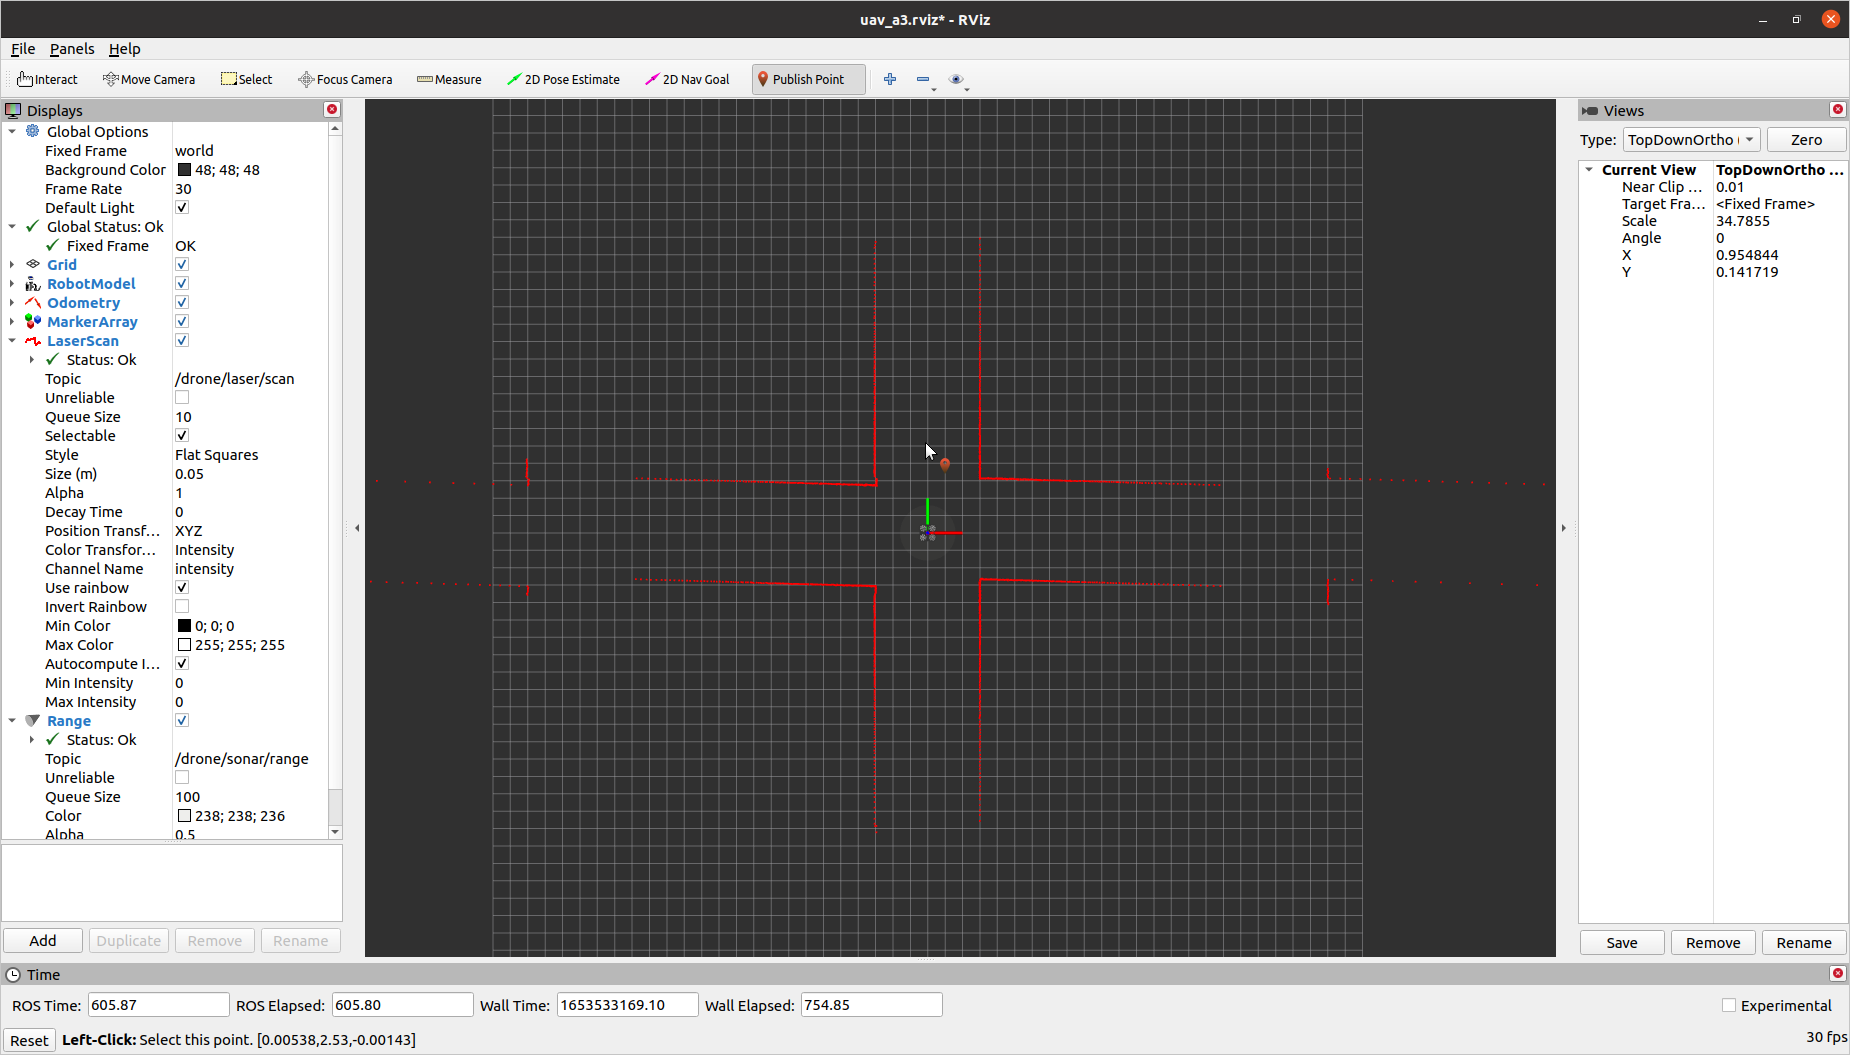 uav_a3.rviz* - RViz
File Panels Help
Interact Move Camera Select Focus Camera Measure 2D Pose Estimate 2D Nav Goal Publish Point
Displays
Global Options
Fixed Frame world
Background Color 48; 48; 48
Frame Rate 30
Default Light
Global Status: Ok
Fixed Frame OK
Grid
RobotModel
Odometry
MarkerArray
LaserScan
Status: Ok
Topic /drone/laser/scan
Unreliable
Queue Size 10
Selectable
Style Flat Squares
Size (m) 0.05
Alpha 1
Decay Time 0
Position Transf... XYZ
Color Transfor... Intensity
Channel Name intensity
Use rainbow
Invert Rainbow
Min Color 0; 0; 0
Max Color 255; 255; 255
Autocompute I...
Min Intensity 0
Max Intensity 0
Range
Status: Ok
Topic /drone/sonar/range
Unreliable
Queue Size 100
Color 238; 238; 236
Alpha 0.5
Add Duplicate Remove Rename
Views
Type: TopDownOrtho ( Zero
Current View TopDownOrtho ...
Near Clip ... 0.01
Target Fra... <Fixed Frame>
Scale 34.7855
Angle 0
X 0.954844
Y 0.141719
Save Remove Rename
Time
ROS Time: 605.87 ROS Elapsed: 605.80 Wall Time: 1653533169.10 Wall Elapsed: 754.85 Experimental
Reset Left-Click: Select this point. [0.00538,2.53,-0.00143] 30 fps